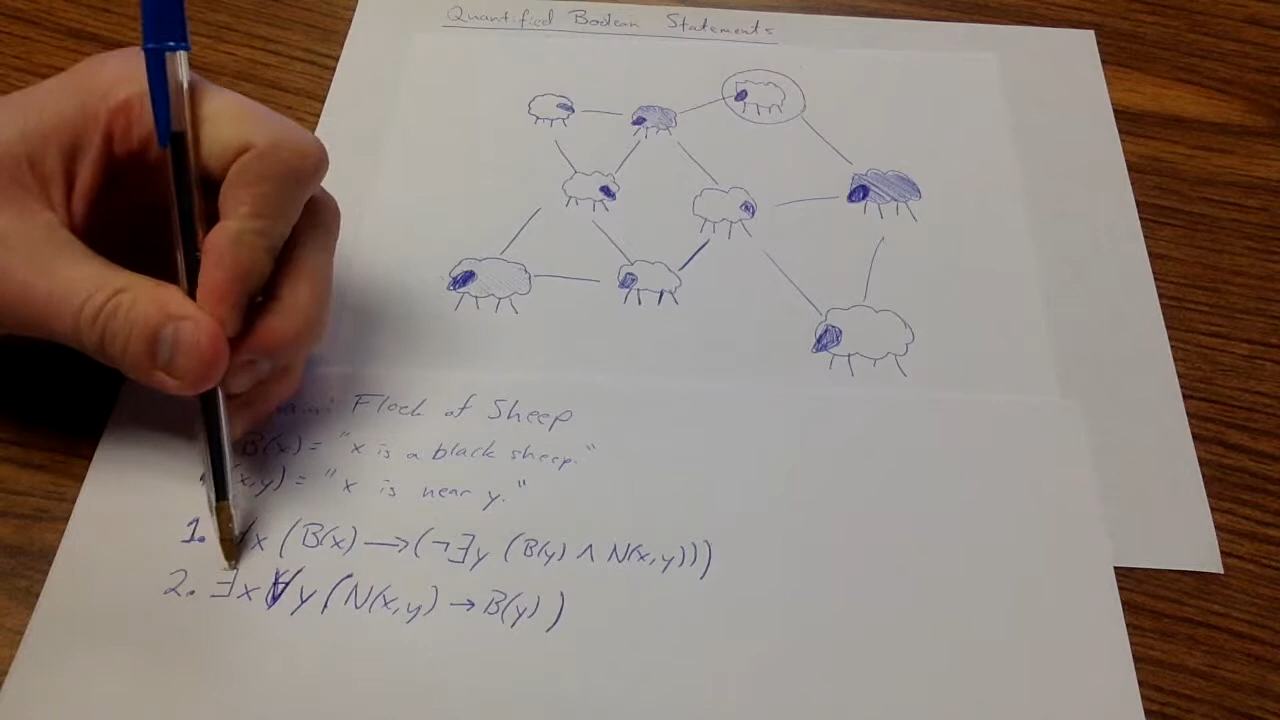 Quantified Boolean Statements
Flock of Sheep
B(x) = "x is a black sheep."
(x,y) = "x is near y."
1. ∀x (B(x) → (¬∃y (B(y) ∧ N(x,y)))
2. ∃x ∀y (N(x,y) → B(y))